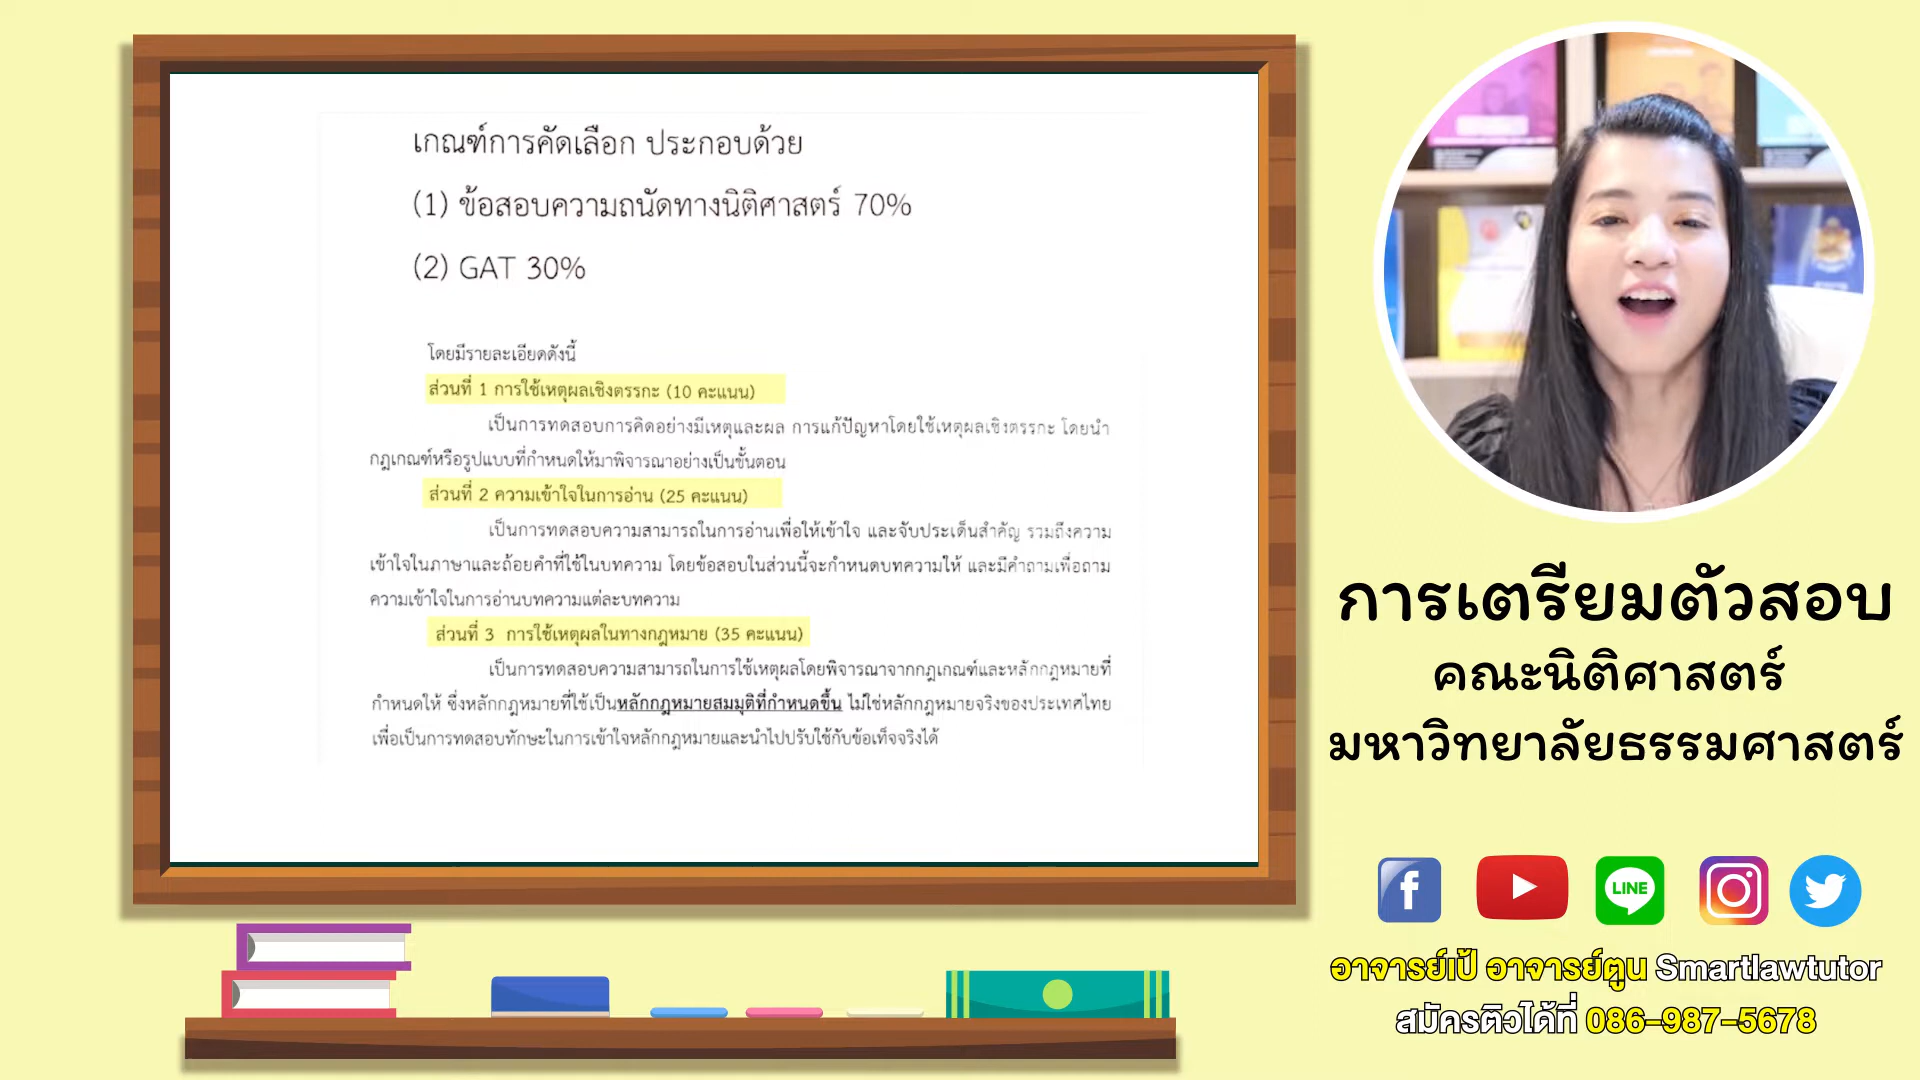 เกณฑ์การคัดเลือก ประกอบด้วย
(1) ข้อสอบความถนัดทางนิติศาสตร์ 70%
(2) GAT 30%
โดยมีรายละเอียดดังนี้
ส่วนที่ 1 การใช้เหตุผลเชิงตรรกะ (10 คะแนน)
เป็นการทดสอบการคิดอย่างมีเหตุและผล การแก้ปัญหาโดยใช้เหตุผลเชิงตรรกะ โดยนำ
กฎเกณฑ์หรือรูปแบบที่กำหนดให้มาพิจารณาอย่างเป็นขั้นตอน
ส่วนที่ 2 ความเข้าใจในการอ่าน (25 คะแนน)
เป็นการทดสอบความสามารถในการอ่านเพื่อให้เข้าใจ และจับประเด็นสำคัญ รวมถึงความ
เข้าใจในภาษาและถ้อยคำที่ใช้ในบทความ โดยข้อสอบในส่วนนี้จะกำหนดบทความให้ และมีคำถามเพื่อถาม
ความเข้าใจในการอ่านบทความแต่ละบทความ
ส่วนที่ 3 การใช้เหตุผลในทางกฎหมาย (35 คะแนน)
เป็นการทดสอบความสามารถในการใช้เหตุผลโดยพิจารณาจากกฎเกณฑ์และหลักกฎหมายที่
กำหนดให้ ซึ่งหลักกฎหมายที่ใช้เป็นหลักกฎหมายสมมุติที่กำหนดขึ้น ไม่ใช่หลักกฎหมายจริงของประเทศไทย
เพื่อเป็นการทดสอบทักษะในการเข้าใจหลักกฎหมายและนำไปปรับใช้กับข้อเท็จจริงได้
การเตรียมตัวสอบ
คณะนิติศาสตร์
มหาวิทยาลัยธรรมศาสตร์
LINE
อาจารย์เป้ อาจารย์ตูน Smartlawtutor
สมัครติวได้ที่ 086-987-5678